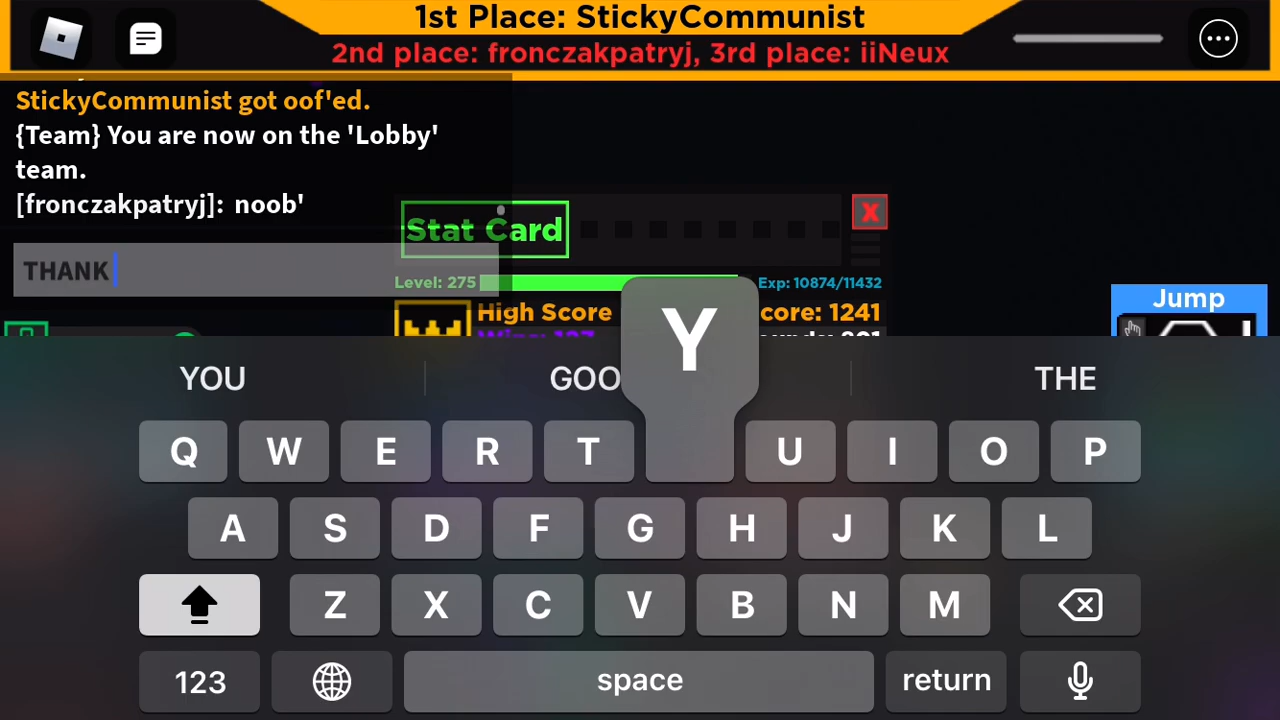 1st Place: StickyCommunist
2nd place: fronczakpatryj, 3rd place: iiNeux
StickyCommunist got oof'ed.
{Team} You are now on the 'Lobby'
team.
[fronczakpatryj]: noob'
THANK
Stat Card
X
Level: 275
Exp: 10874/11432
High Score
core: 1241
Jump
Y
YOU
GOO
THE
Q W E R T U I O P
A S D F G H J K L
Z X C V B N M
123
space
return